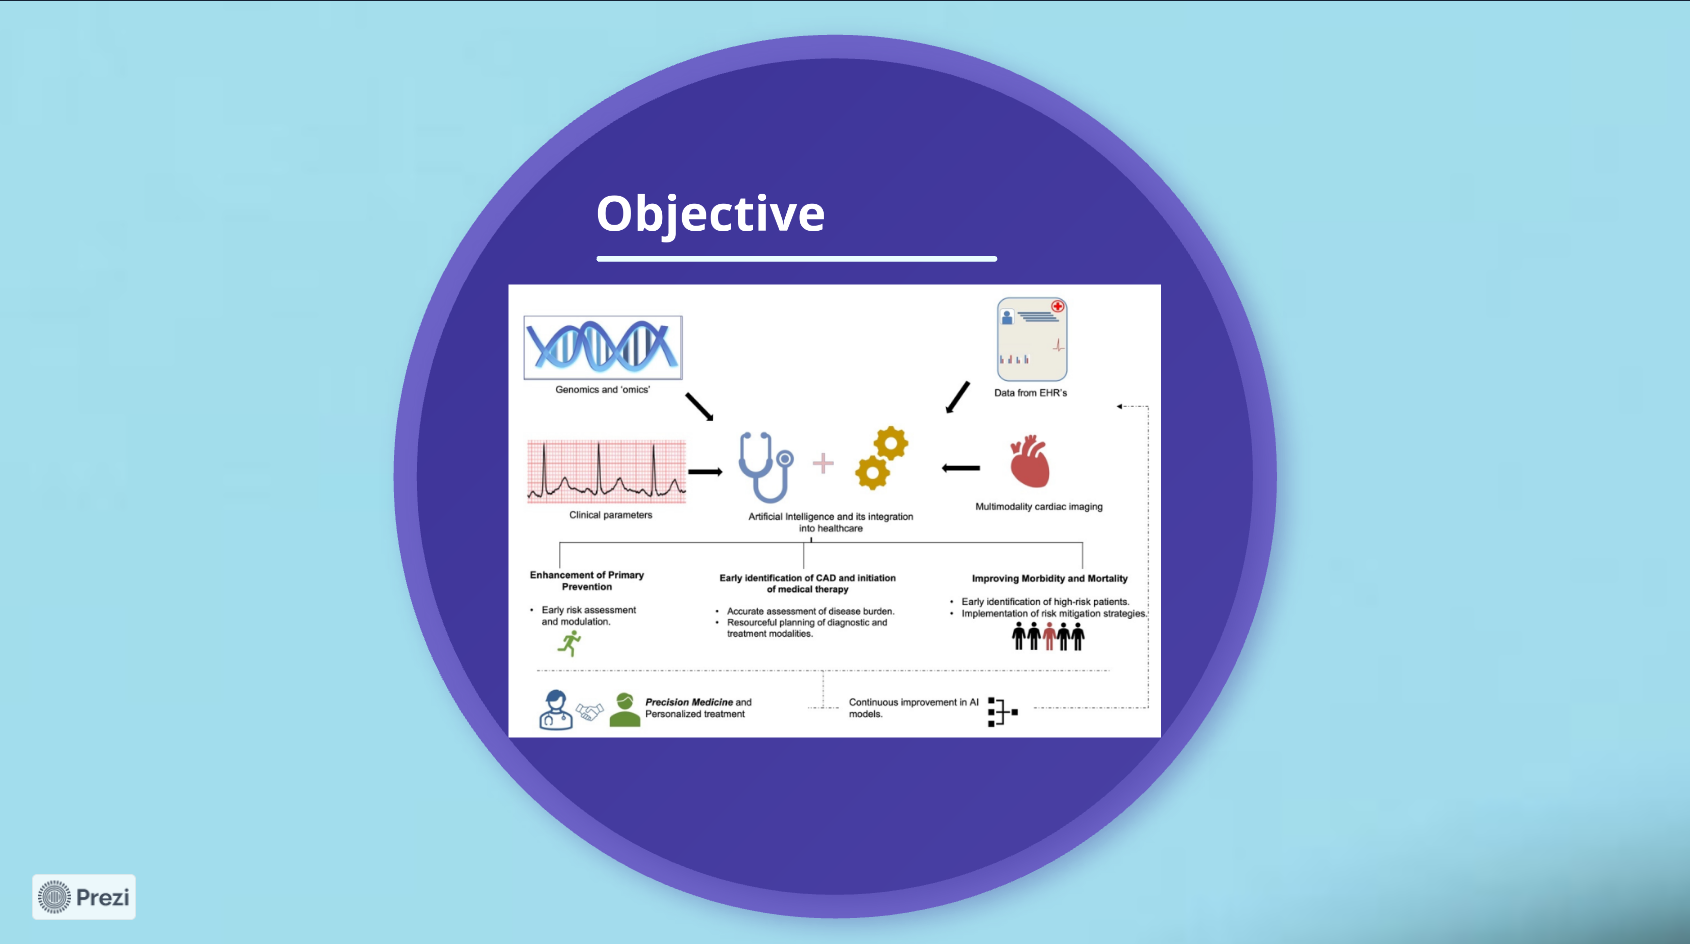 Objective
Genomics and 'omics'
Data from EHR's
Clinical parameters
Multimodality cardiac imaging
Artificial Intelligence and its integration
into healthcare
Enhancement of Primary
Prevention
• Early risk assessment
and modulation.
Early identification of CAD and initiation
of medical therapy
• Accurate assessment of disease burden.
• Resourceful planning of diagnostic and
treatment modalities.
Improving Morbidity and Mortality
• Early identification of high-risk patients.
• Implementation of risk mitigation strategies.
Precision Medicine and
Personalized treatment
Continuous improvement in AI
models.
Prezi